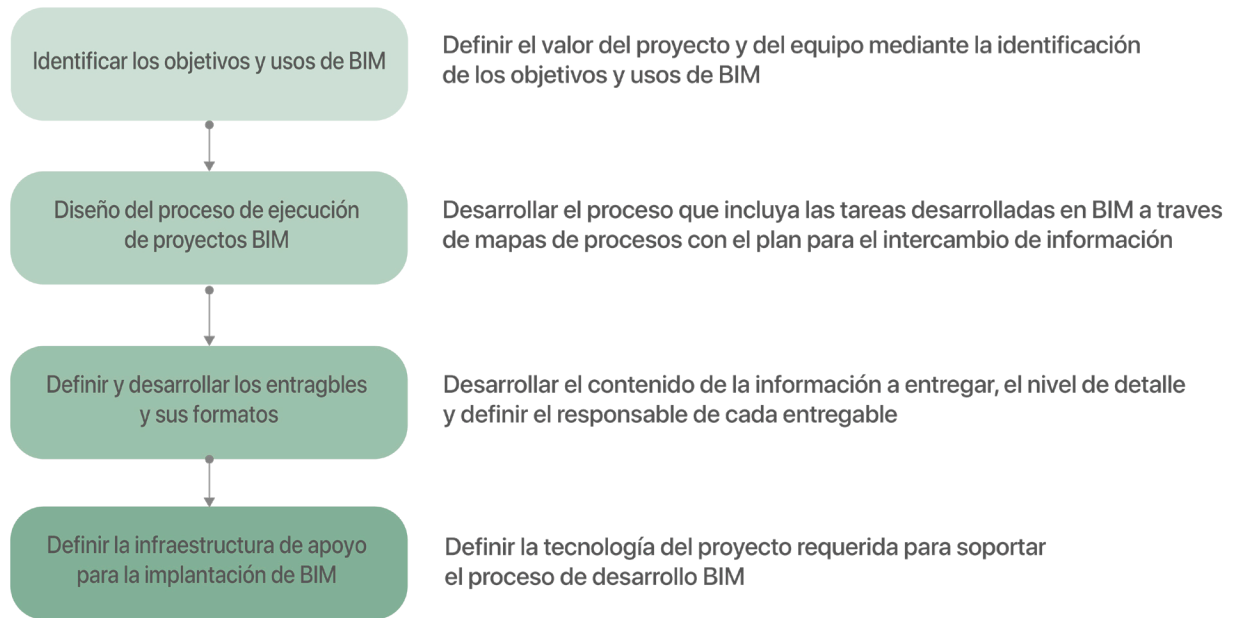 Identificar los objetivos y usos de BIM
Definir el valor del proyecto y del equipo mediante la identificación
de los objetivos y usos de BIM
Diseño del proceso de ejecución
de proyectos BIM
Desarrollar el proceso que incluya las tareas desarrolladas en BIM a traves
de mapas de procesos con el plan para el intercambio de información
Definir y desarrollar los entragbles
y sus formatos
Desarrollar el contenido de la información a entregar, el nivel de detalle
y definir el responsable de cada entregable
Definir la infraestructura de apoyo
para la implantación de BIM
Definir la tecnología del proyecto requerida para soportar
el proceso de desarrollo BIM